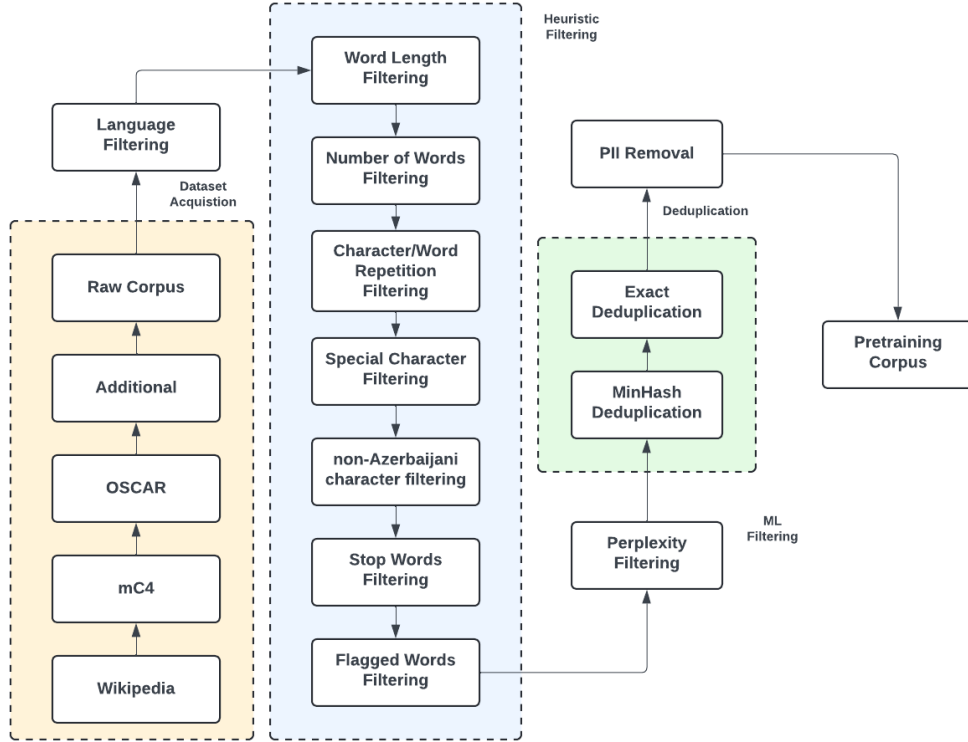 Language
Filtering
Dataset
Acquistion
Raw Corpus
Additional
OSCAR
mC4
Wikipedia
Heuristic
Filtering
Word Length
Filtering
Number of Words
Filtering
Character/Word
Repetition
Filtering
Special Character
Filtering
non-Azerbaijani
character filtering
Stop Words
Filtering
Flagged Words
Filtering
PII Removal
Deduplication
Exact
Deduplication
MinHash
Deduplication
Perplexity
Filtering
ML
Filtering
Pretraining
Corpus